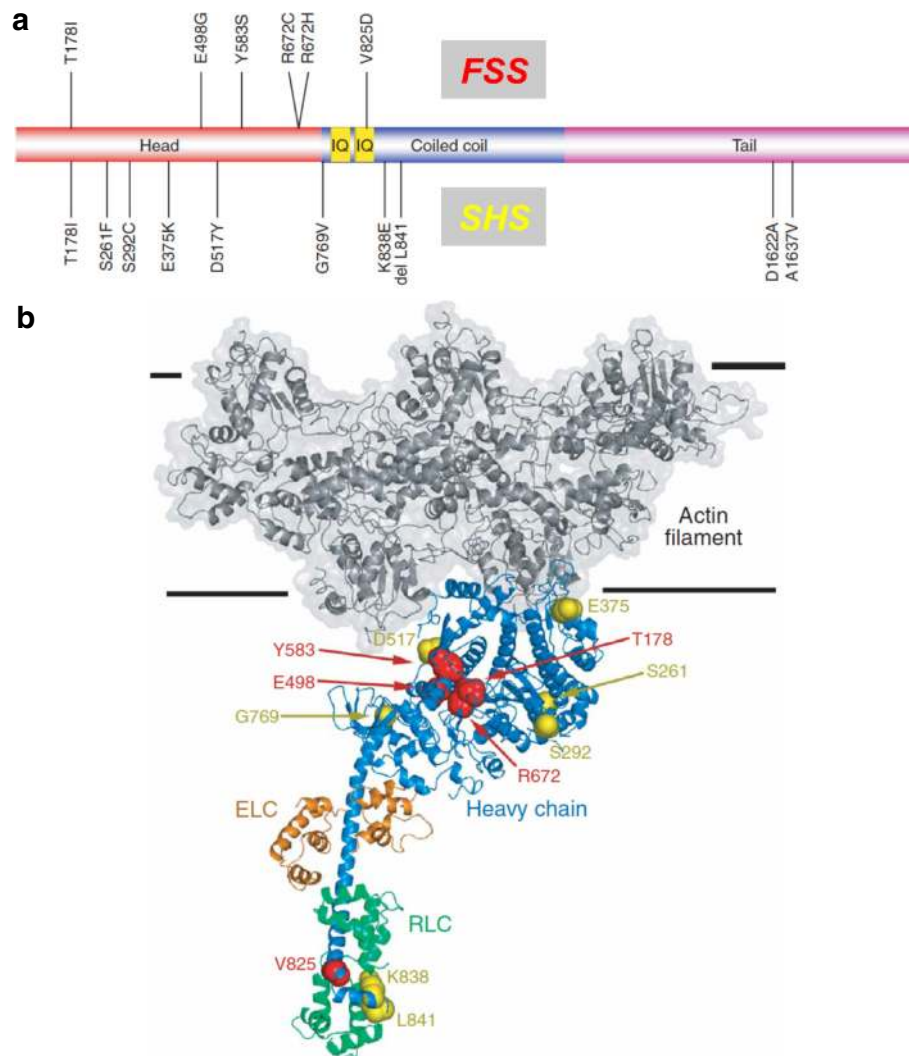 a
T178I
E498G
Y583S
R672C
R672H
V825D
FSS
Head
IQ
IQ
Coiled coil
Tail
SHS
T178I
S261F
S292C
E375K
D517Y
G769V
K838E
del L841
D1622A
A1637V
b
Actin
filament
E375
D517
Y583
T178
E498
S261
G769
S292
R672
Heavy chain
ELC
RLC
V825
K838
L841